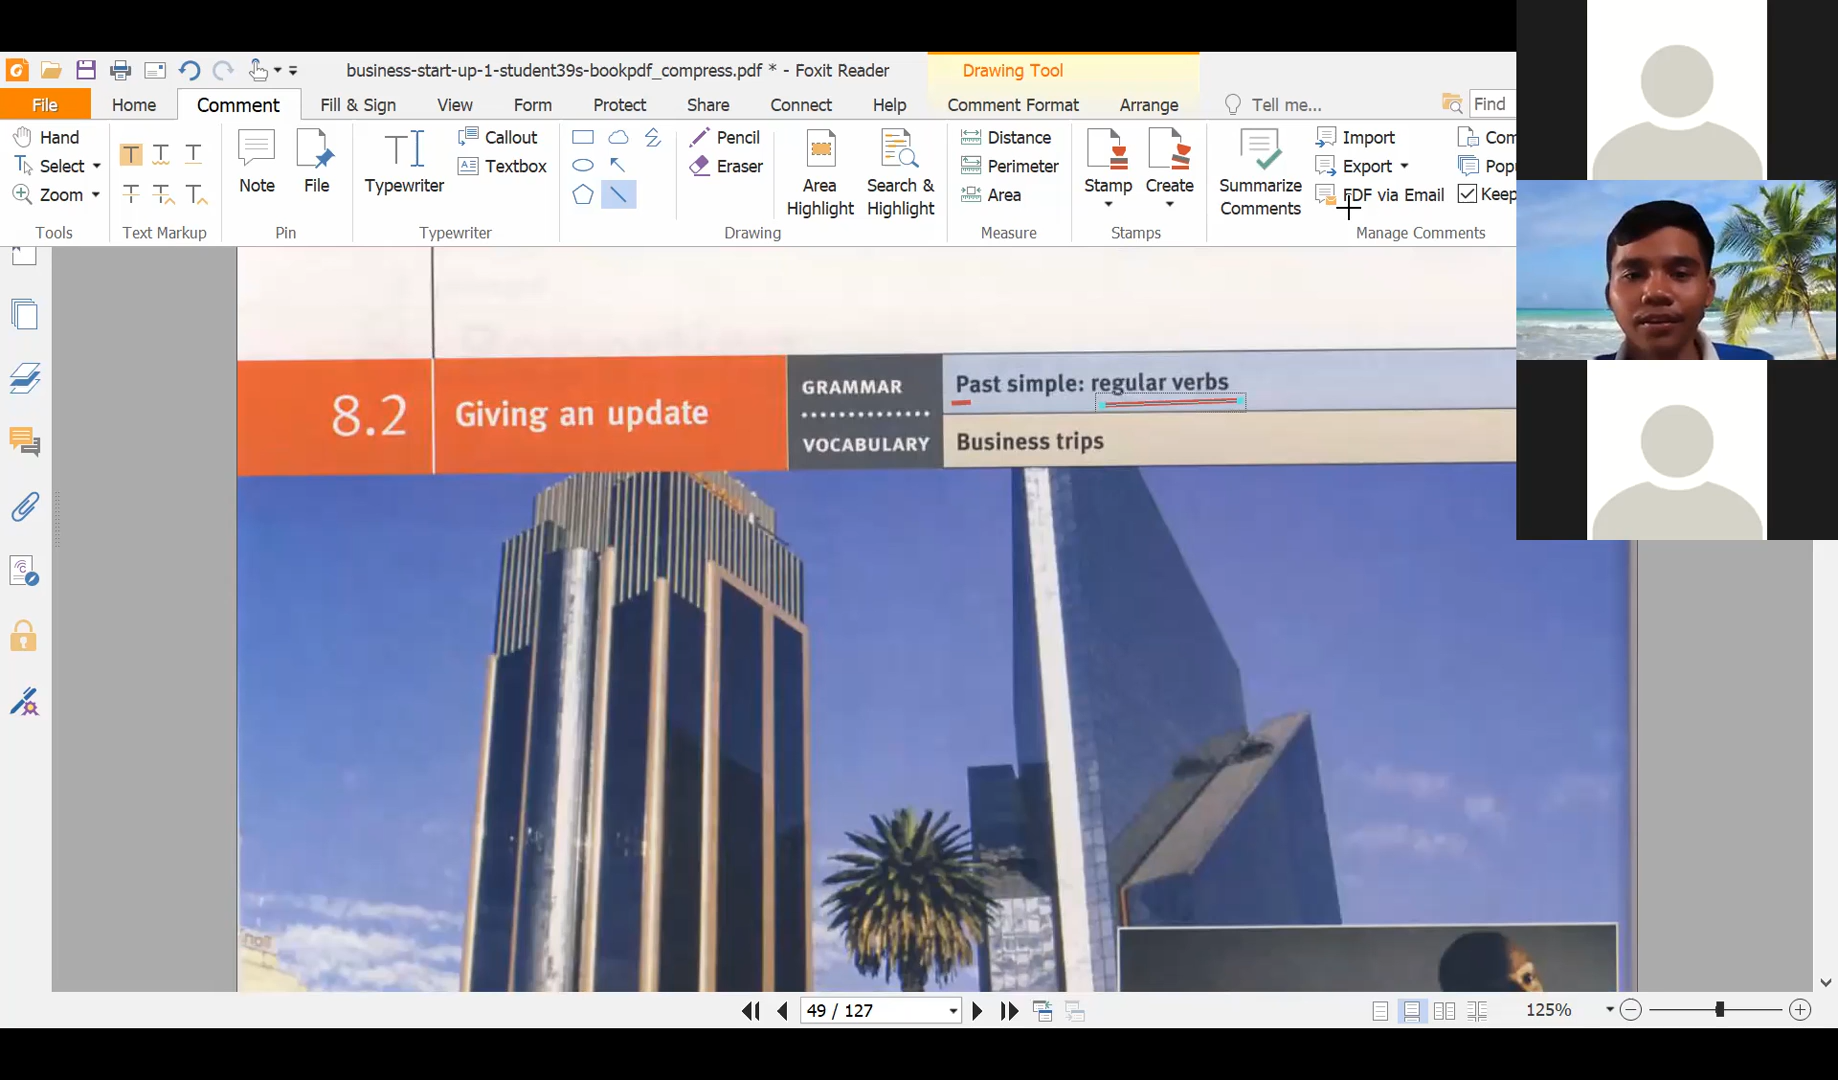 business-start-up-1-student39s-bookpdf_compress.pdf * - Foxit Reader
Drawing Tool
File
Home
Comment
Fill & Sign
View
Form
Protect
Share
Connect
Help
Comment Format
Arrange
Tell me...
Find
Hand
Select
Zoom
Tools
Text Markup
Note
File
Pin
Typewriter
Callout
Textbox
Typewriter
Pencil
Eraser
Area
Highlight
Search &
Highlight
Drawing
Distance
Perimeter
Area
Measure
Stamp
Create
Stamps
Summarize
Comments
Import
Export
FDF via Email
Com
Popu
Keep
Manage Comments
8.2
Giving an update
GRAMMAR
Past simple: regular verbs
VOCABULARY
Business trips
49 / 127
125%